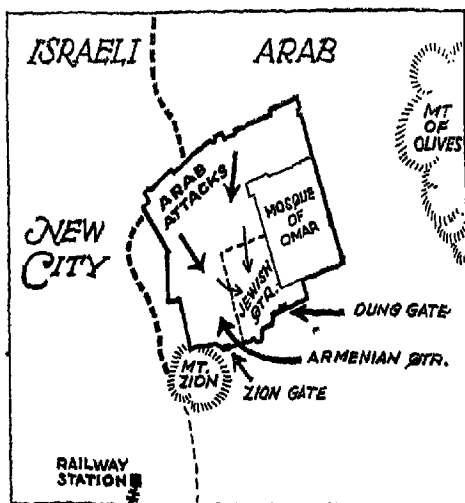 ISRAELI
ARAB
MT
OF
OLIVES
ARAB
ATTACKS
MOSQUE
OF
OMAR
NEW
CITY
JEWISH
QTR.
DUNG GATE
ARMENIAN QTR.
MT.
ZION
ZION GATE
RAILWAY
STATION